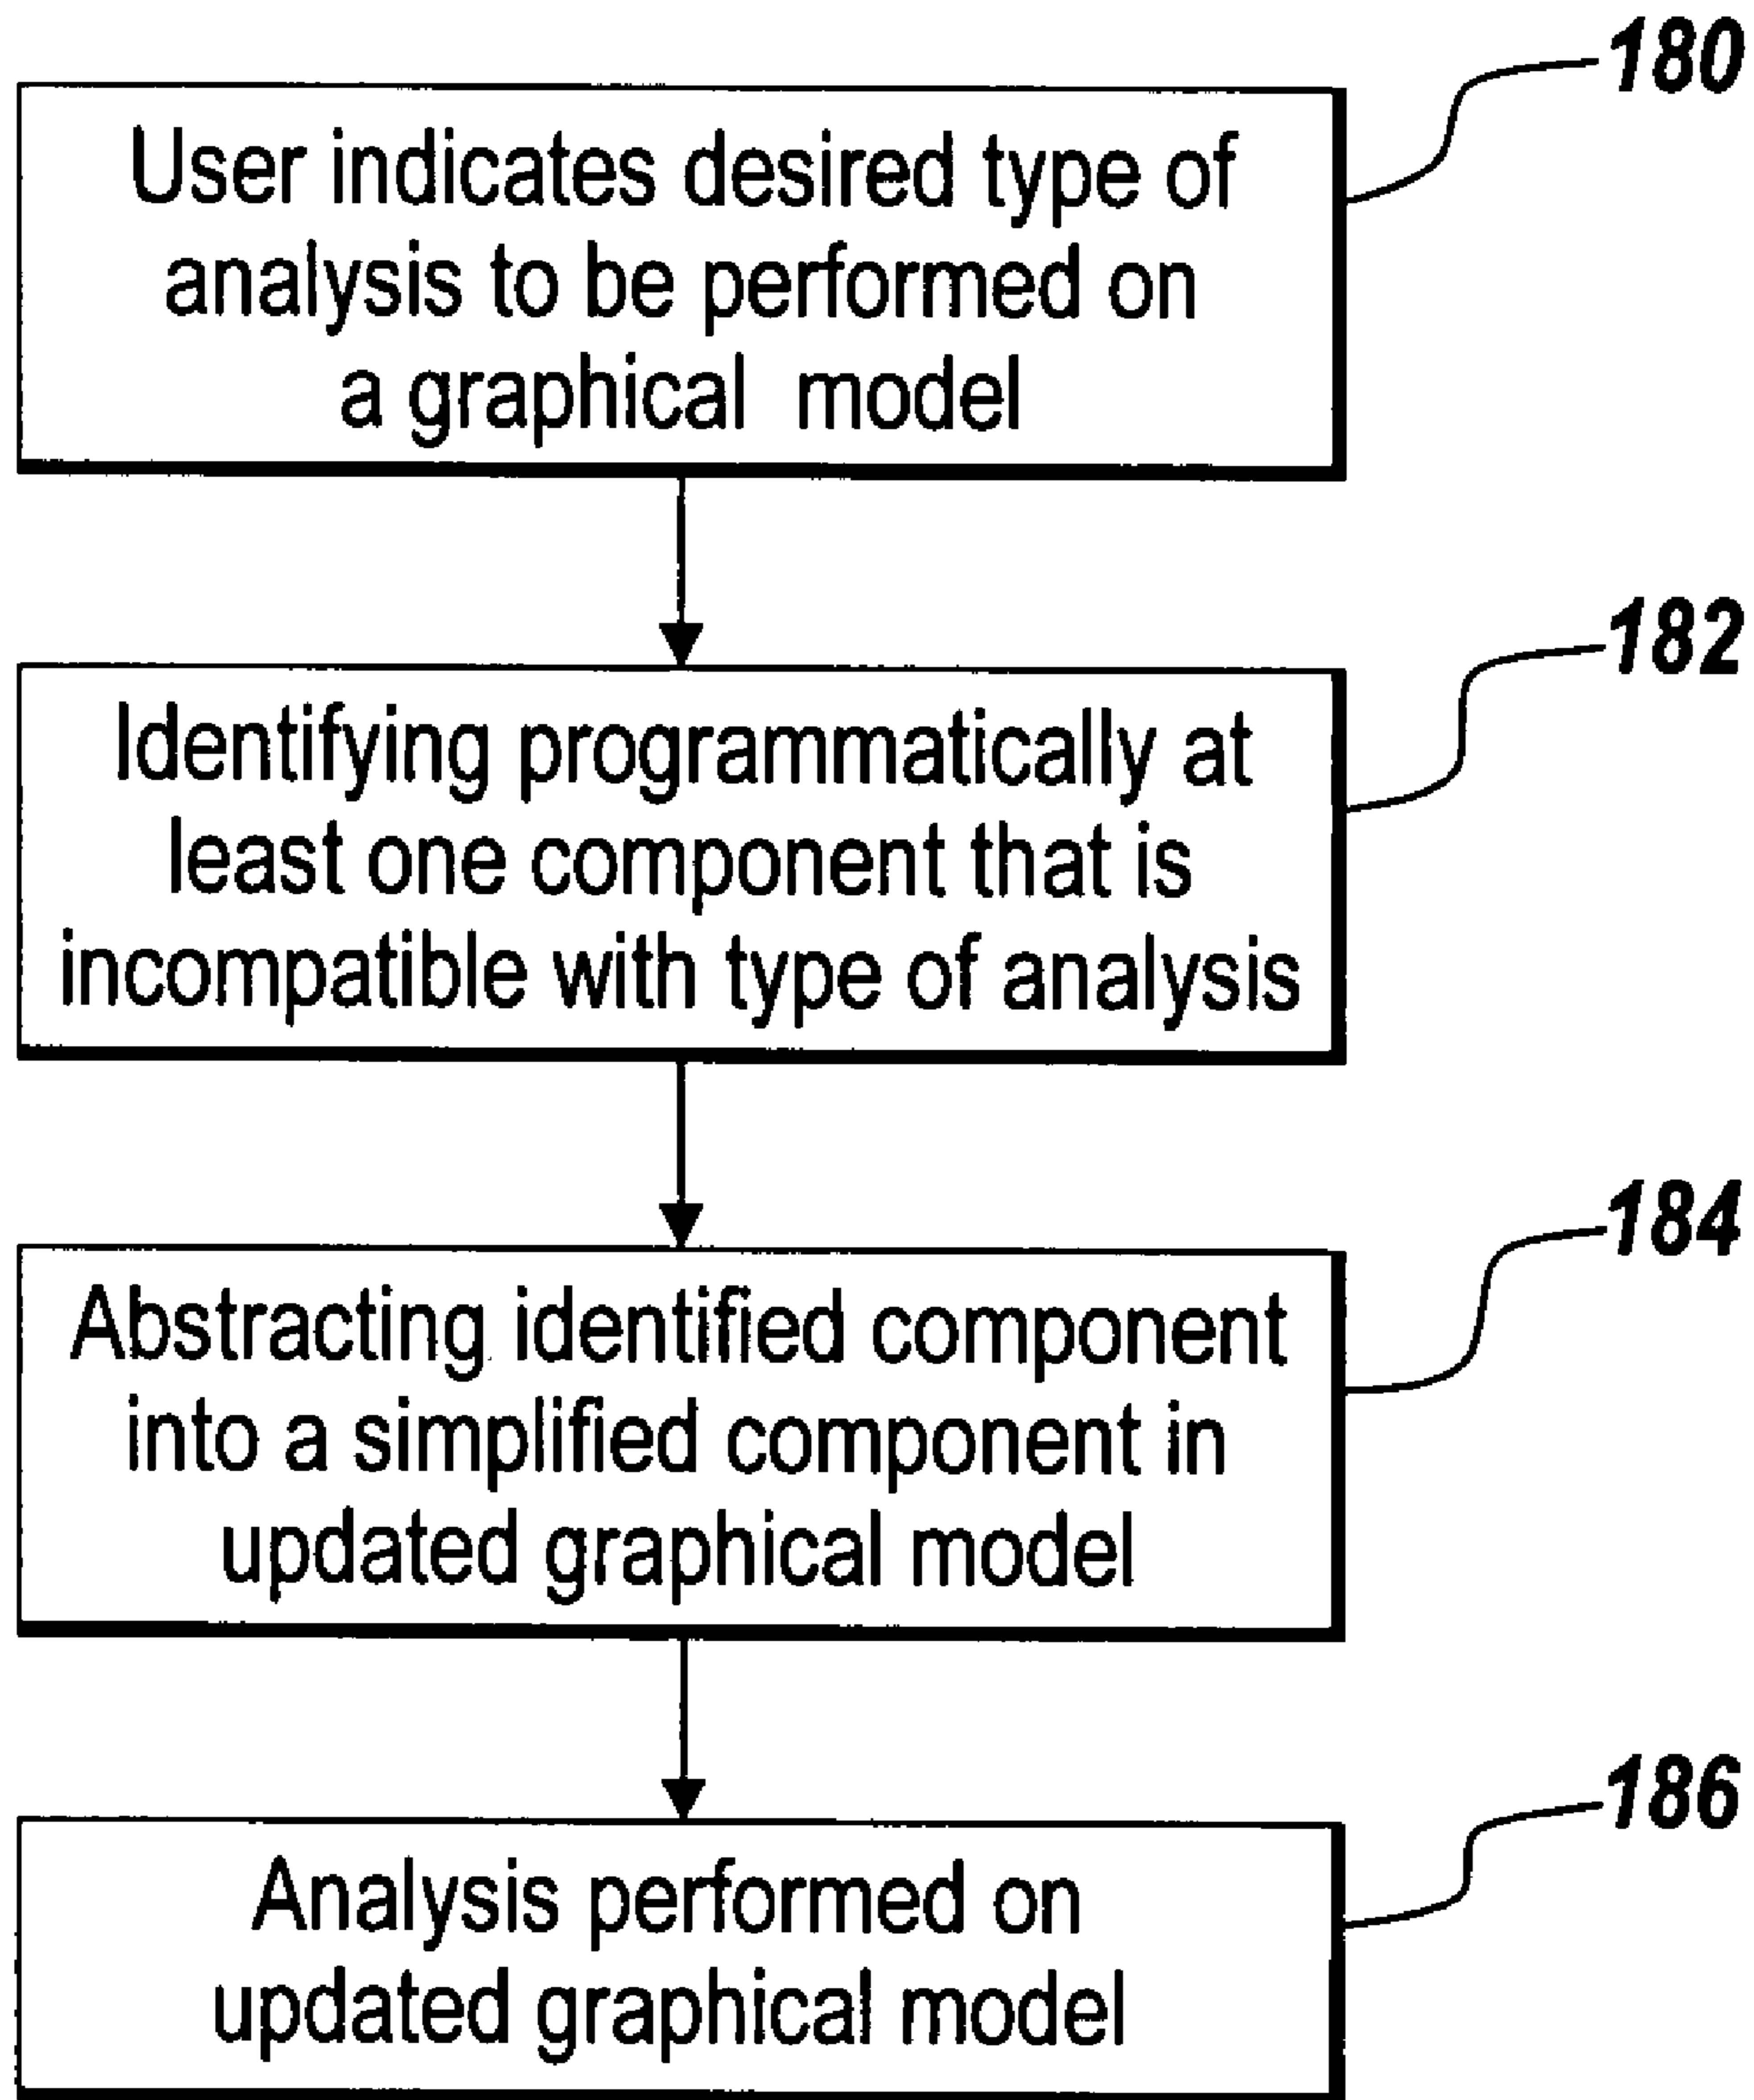 180
User indicates desired type of
analysis to be performed on
a graphical model
182
Identifying programmatically at
least one component that is
incompatible with type of analysis
184
Abstracting identified component
into a simplified component in
updated graphical model
186
Analysis performed on
updated graphical model